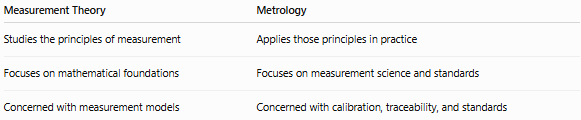 Measurement Theory Metrology
Studies the principles of measurement Applies those principles in practice
Focuses on mathematical foundations Focuses on measurement science and standards
Concerned with measurement models Concerned with calibration, traceability, and standards